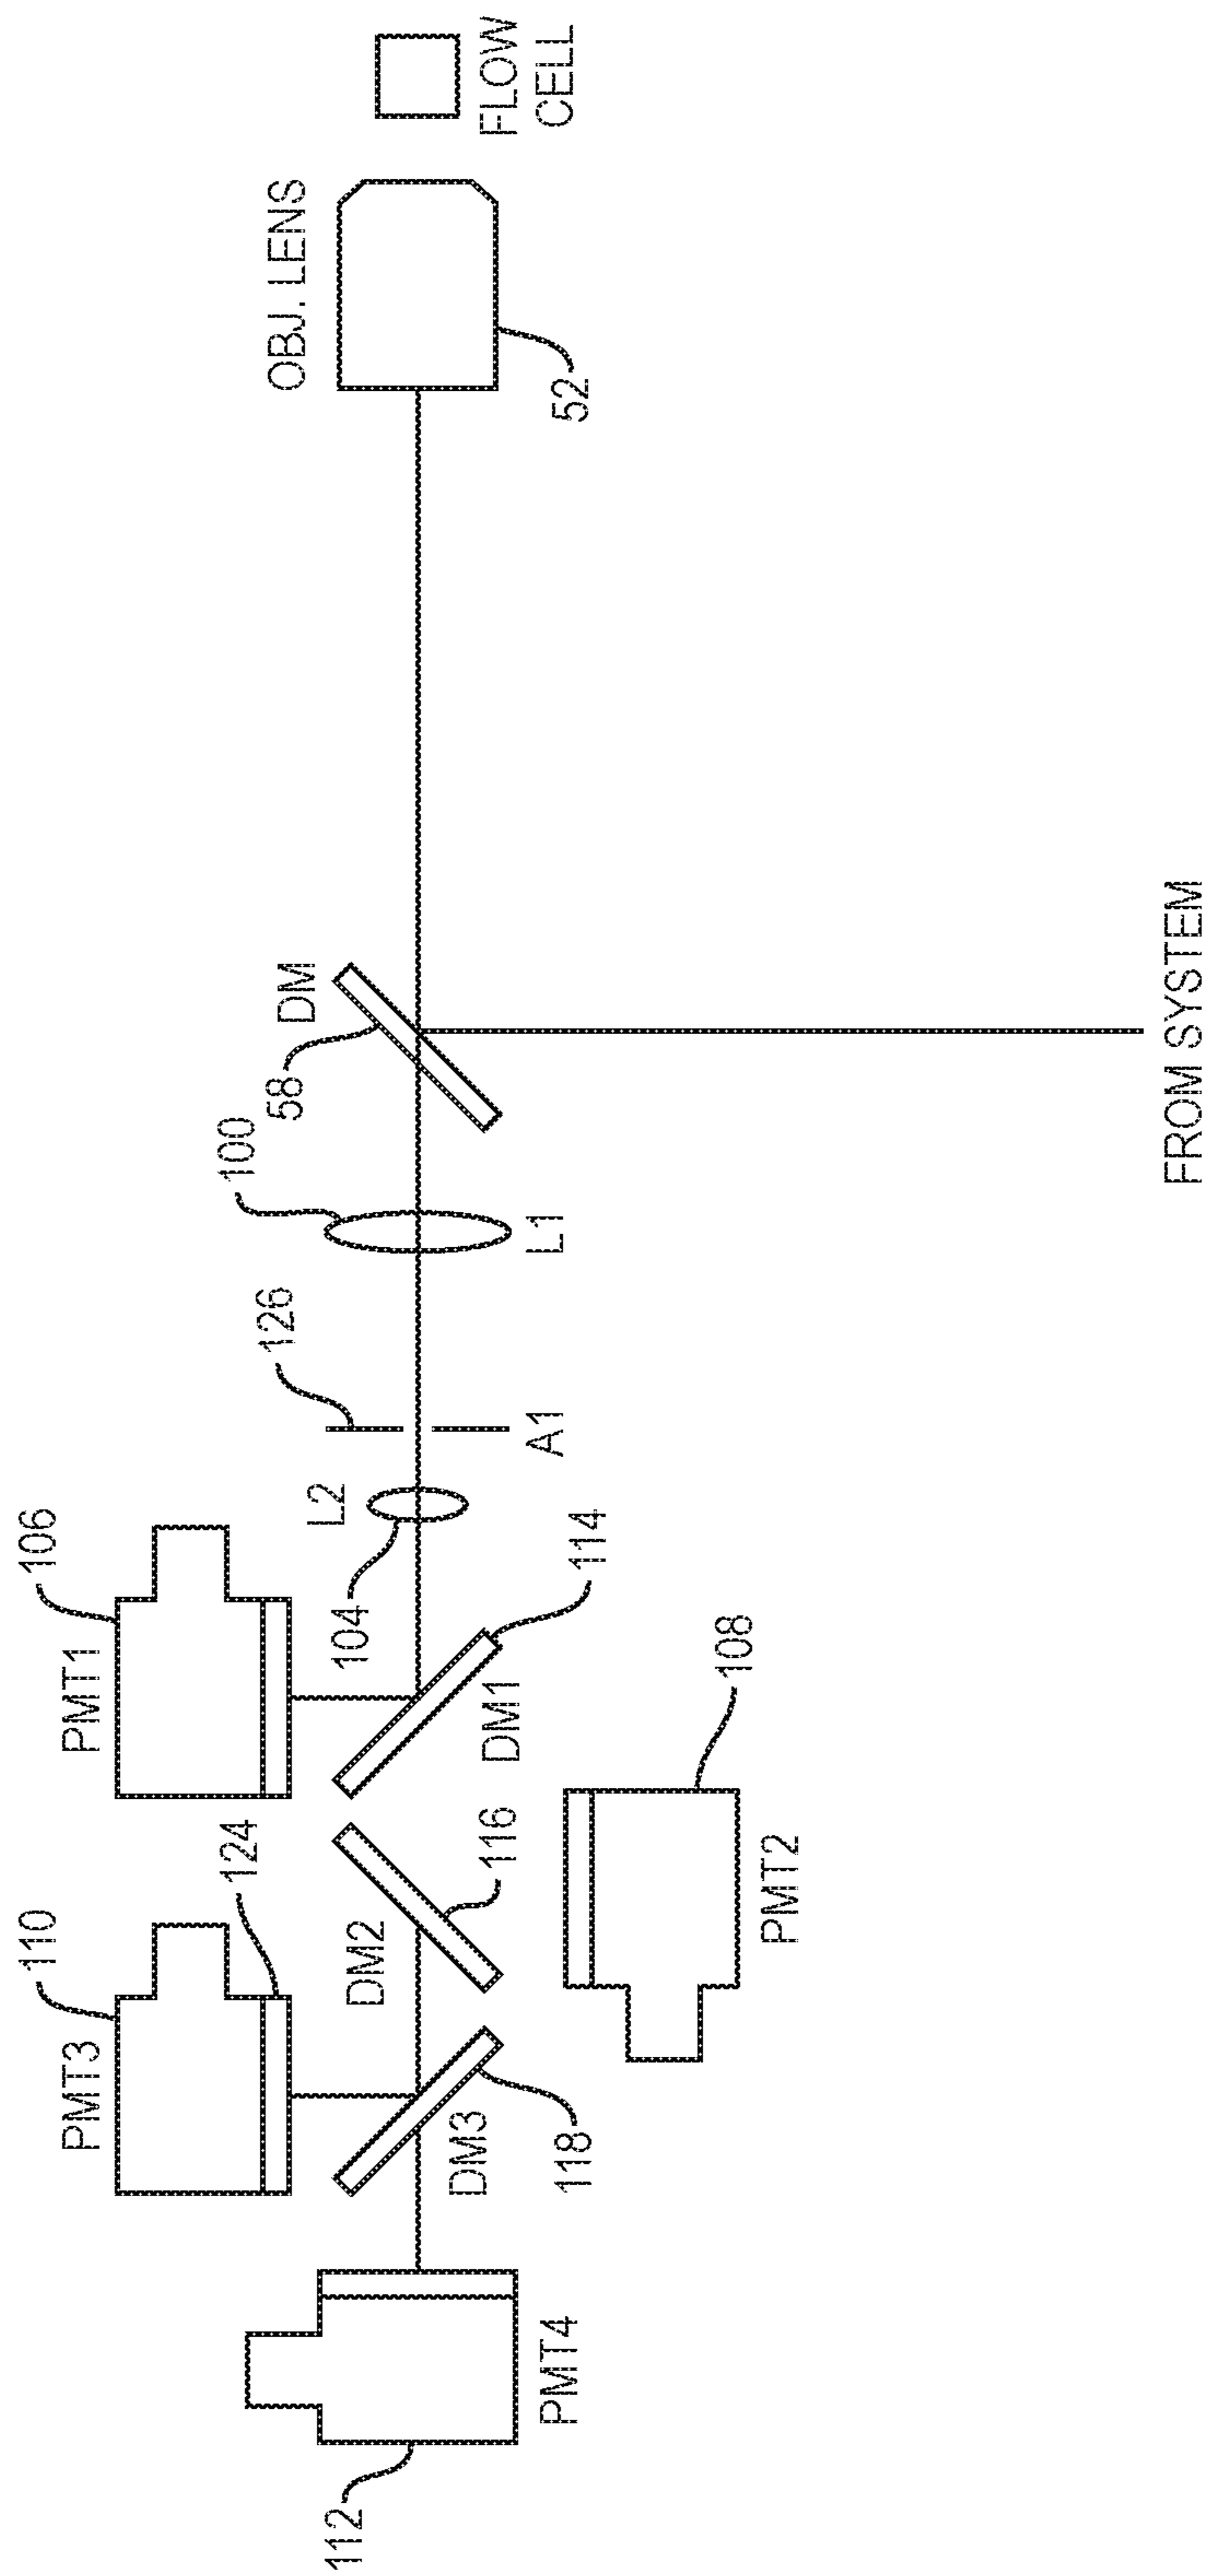 112
PMT4
PMT3
110
124
DM3
118
DM2
116
PMT1
106
DM1
114
PMT2
108
104
L2
A1
126
L1
100
58
DM
FROM SYSTEM
OBJ. LENS
52
FLOW
CELL